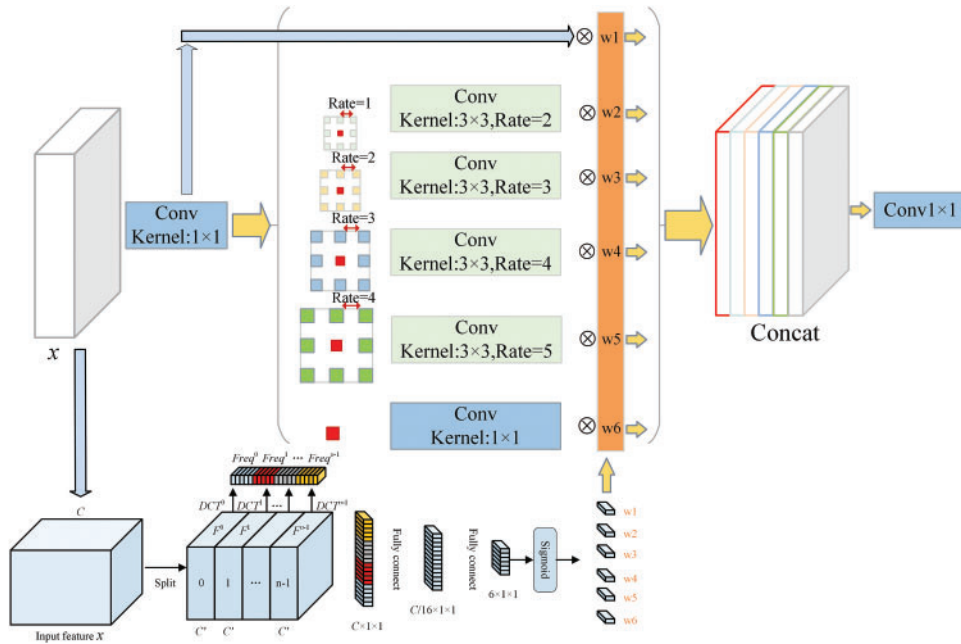 w1
Rate=1
Conv
Kernel:3×3,Rate=2
w2
Rate=2
Conv
Kernel:3×3,Rate=3
w3
Conv
Kernel:1×1
Rate=3
Conv
Kernel:3×3,Rate=4
w4
Conv1×1
Rate=4
Conv
Kernel:3×3,Rate=5
w5
Concat
x
Conv
Kernel:1×1
w6
Freq⁰ Freq¹ ... Freqⁿ⁻¹
C
DCT⁰ DCT¹ ... DCTⁿ⁻¹
F⁰ F¹ Fⁿ⁻¹
Split
0 1 ... n-1
C' C' C'
Input feature X
C×1×1
Fully connect
C/16×1×1
Fully connect
6×1×1
Sigmoid
w1
w2
w3
w4
w5
w6